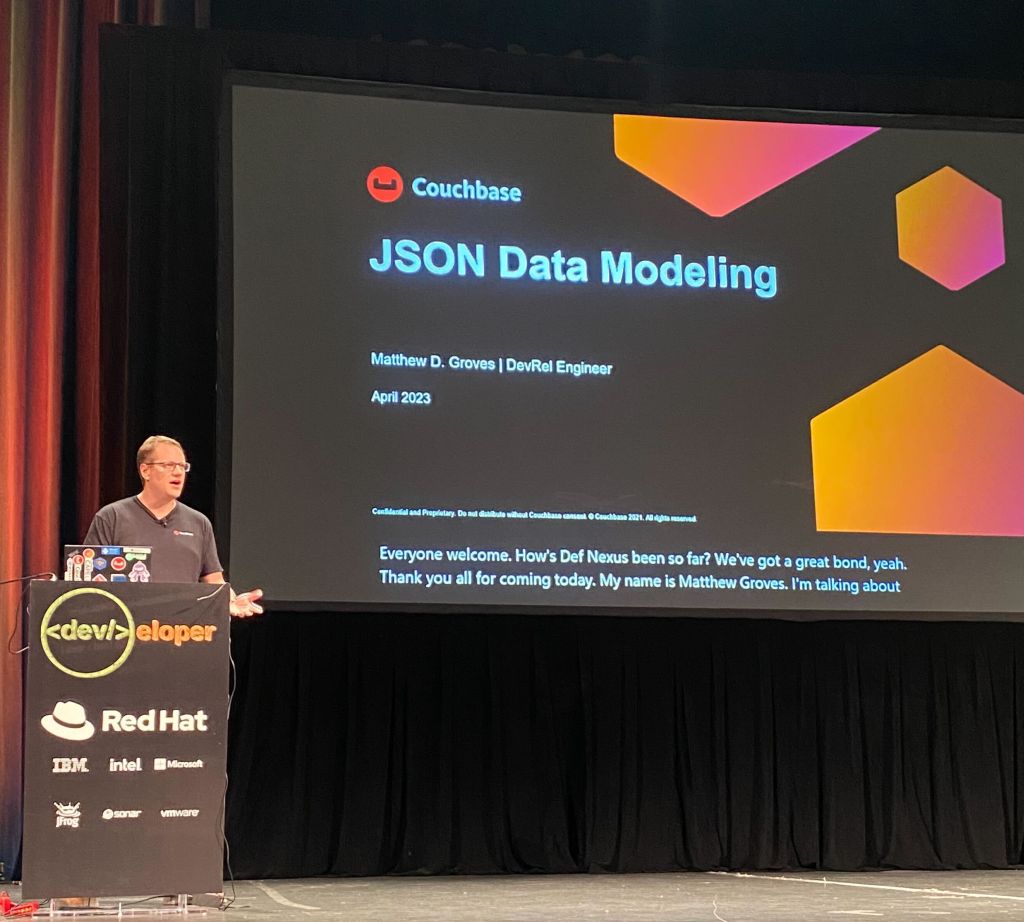 Couchbase
JSON Data Modeling
Matthew D. Groves | DevRel Engineer
April 2023
Confidential and Proprietary. Do not distribute without Couchbase consent. © Couchbase 2021. All rights reserved.
Everyone welcome. How's Def Nexus been so far? We've got a great bond, yeah.
Thank you all for coming today. My name is Matthew Groves. I'm talking about
Couchbase
<dev/>eloper
Red Hat
IBM
intel
Microsoft
JFrog
sonar
vmware